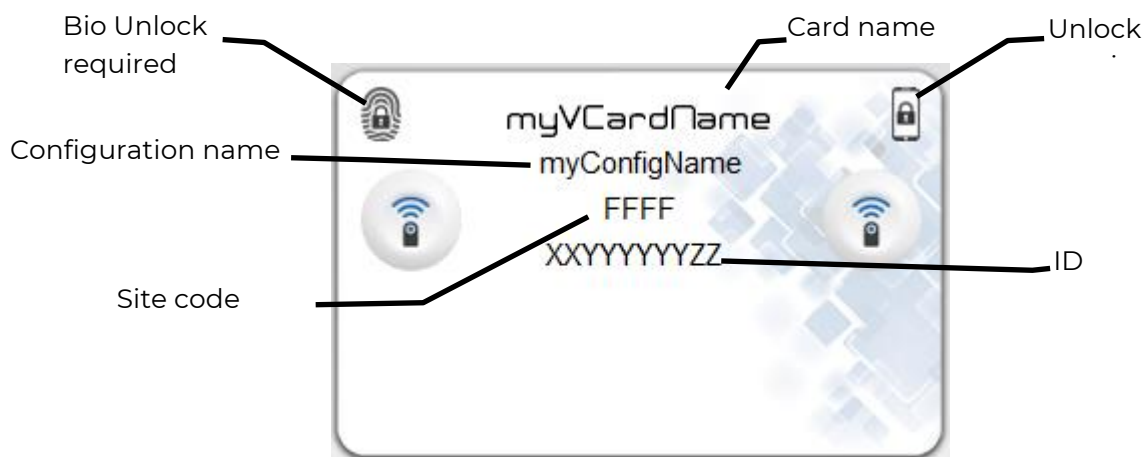 Bio Unlock
required
Card name
Unlock
myVCardName
Configuration name
myConfigName
FFFF
XXYYYYYYZZ
ID
Site code